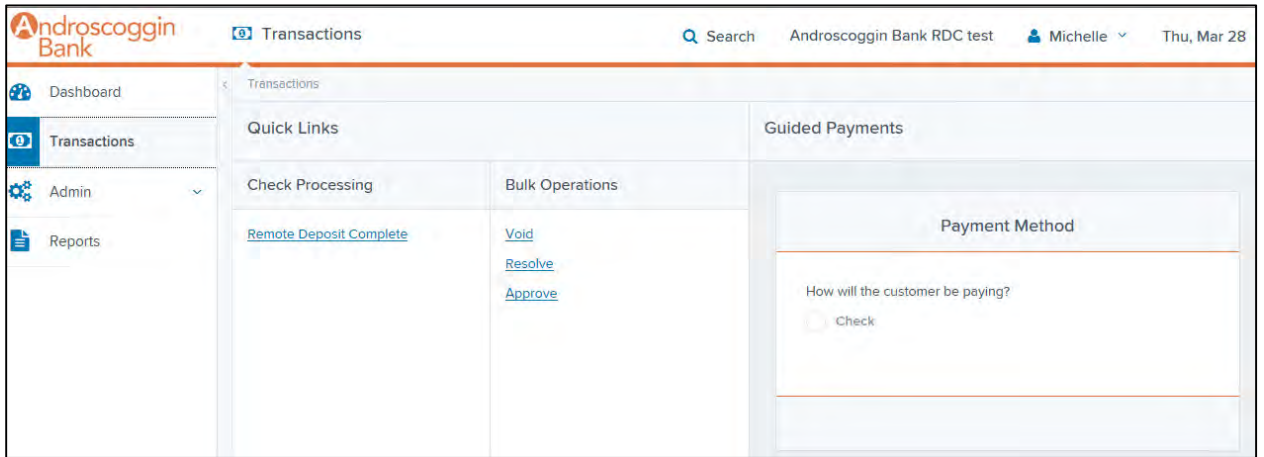 Androscoggin
Bank
Transactions
Search
Androscoggin Bank RDC test
Michelle
Thu, Mar 28
Dashboard
Transactions
Admin
Reports
Transactions
Quick Links
Check Processing
Remote Deposit Complete
Bulk Operations
Void
Resolve
Approve
Guided Payments
Payment Method
How will the customer be paying?
Check